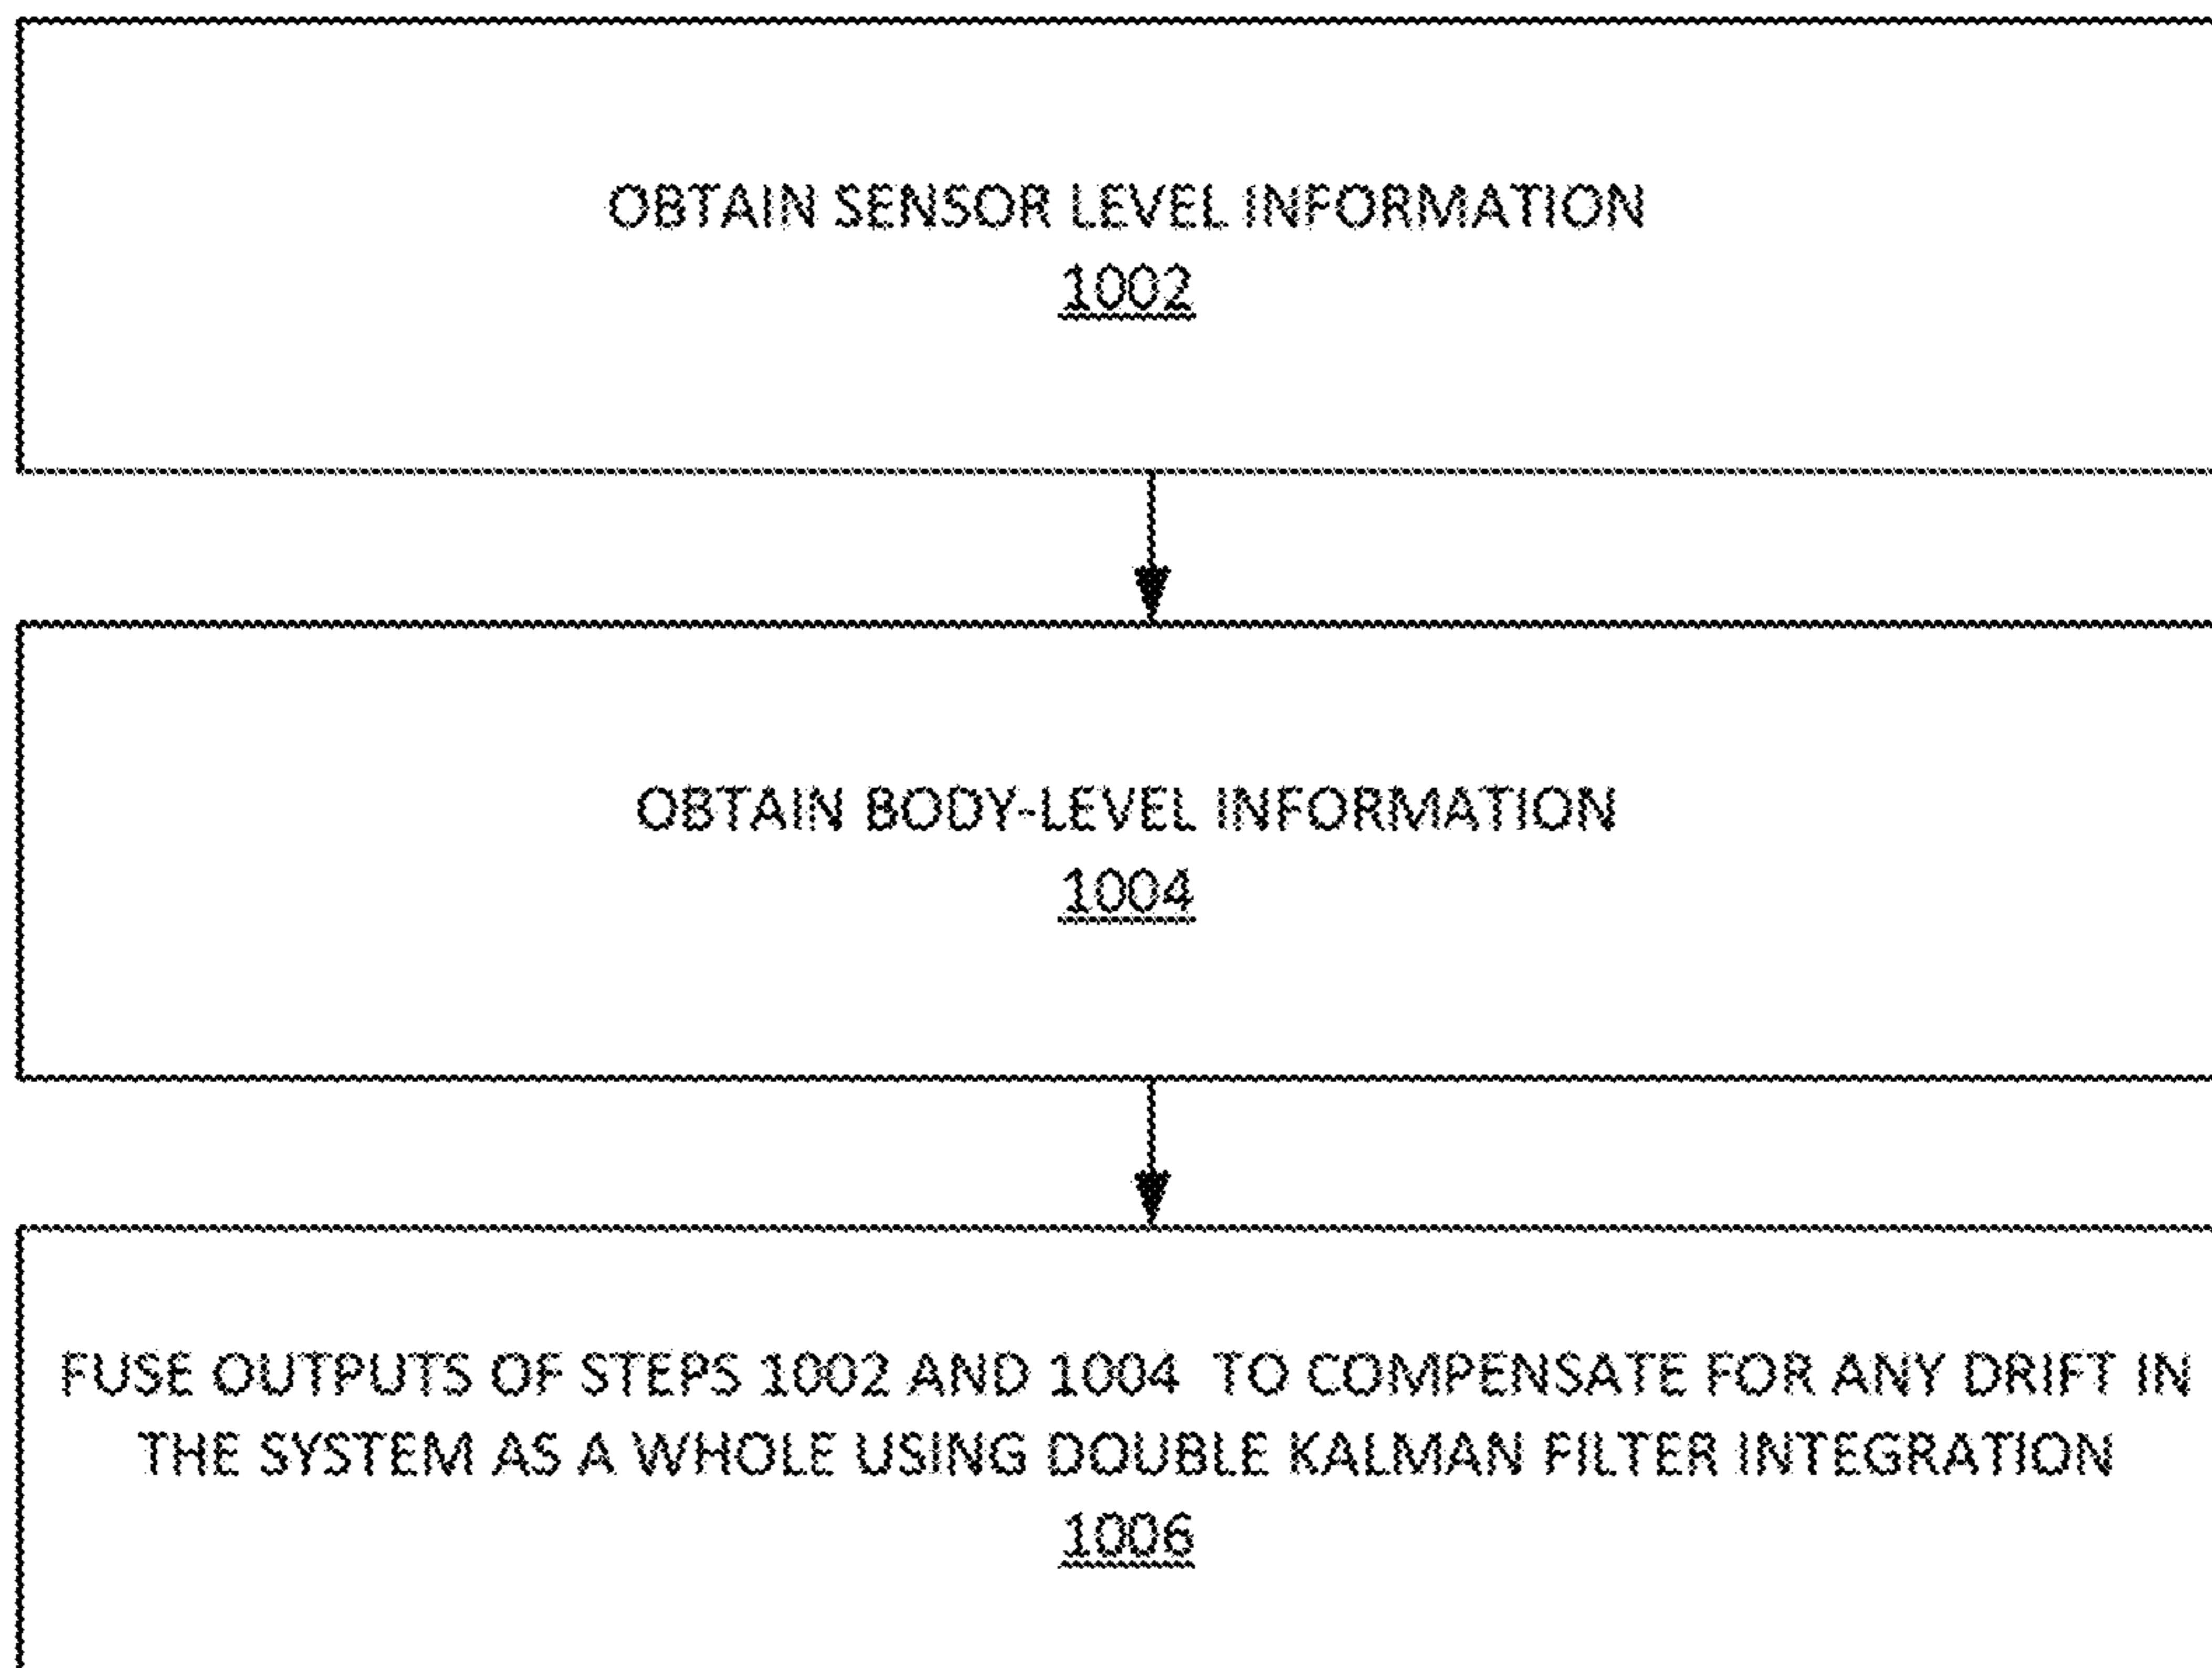 OBTAIN SENSOR LEVEL INFORMATION
1002
OBTAIN BODY-LEVEL INFORMATION
1004
FUSE OUTPUTS OF STEPS 1002 AND 1004 TO COMPENSATE FOR ANY DRIFT IN
THE SYSTEM AS A WHOLE USING DOUBLE KALMAN FILTER INTEGRATION
1006